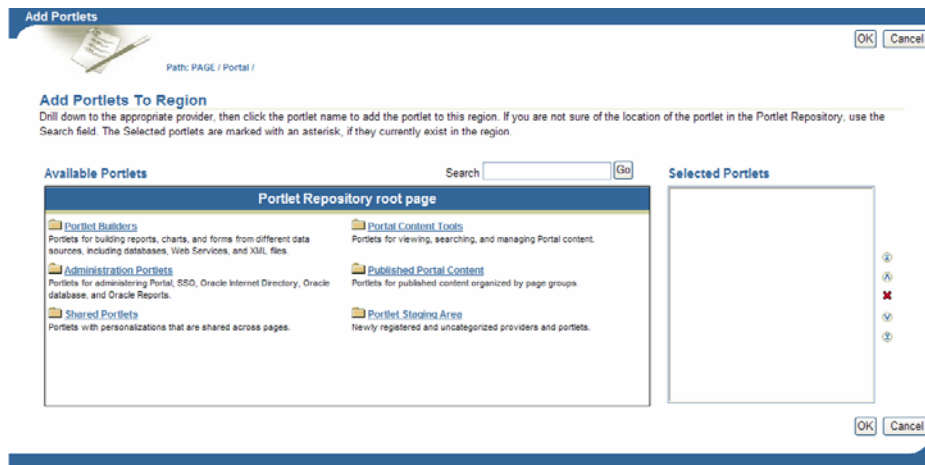 Add Portlets
OK Cancel
Path: PAGE / Portal /
Add Portlets To Region
Drill down to the appropriate provider, then click the portlet name to add the portlet to this region. If you are not sure of the location of the portlet in the Portlet Repository, use the
Search field. The Selected portlets are marked with an asterisk, if they currently exist in the region.
Available Portlets
Search
Go
Selected Portlets
Portlet Repository root page
Portlet Builders
Portlets for building reports, charts, and forms from different data
sources, including databases, Web Services, and XML files.
Portal Content Tools
Portlets for viewing, searching, and managing Portal content.
Administration Portlets
Portlets for administering Portal, SSO, Oracle Internet Directory, Oracle
database, and Oracle Reports.
Published Portal Content
Portlets for published content organized by page groups.
Shared Portlets
Portlets with personalizations that are shared across pages.
Portlet Staging Area
Newly registered and uncategorized providers and portlets.
OK Cancel